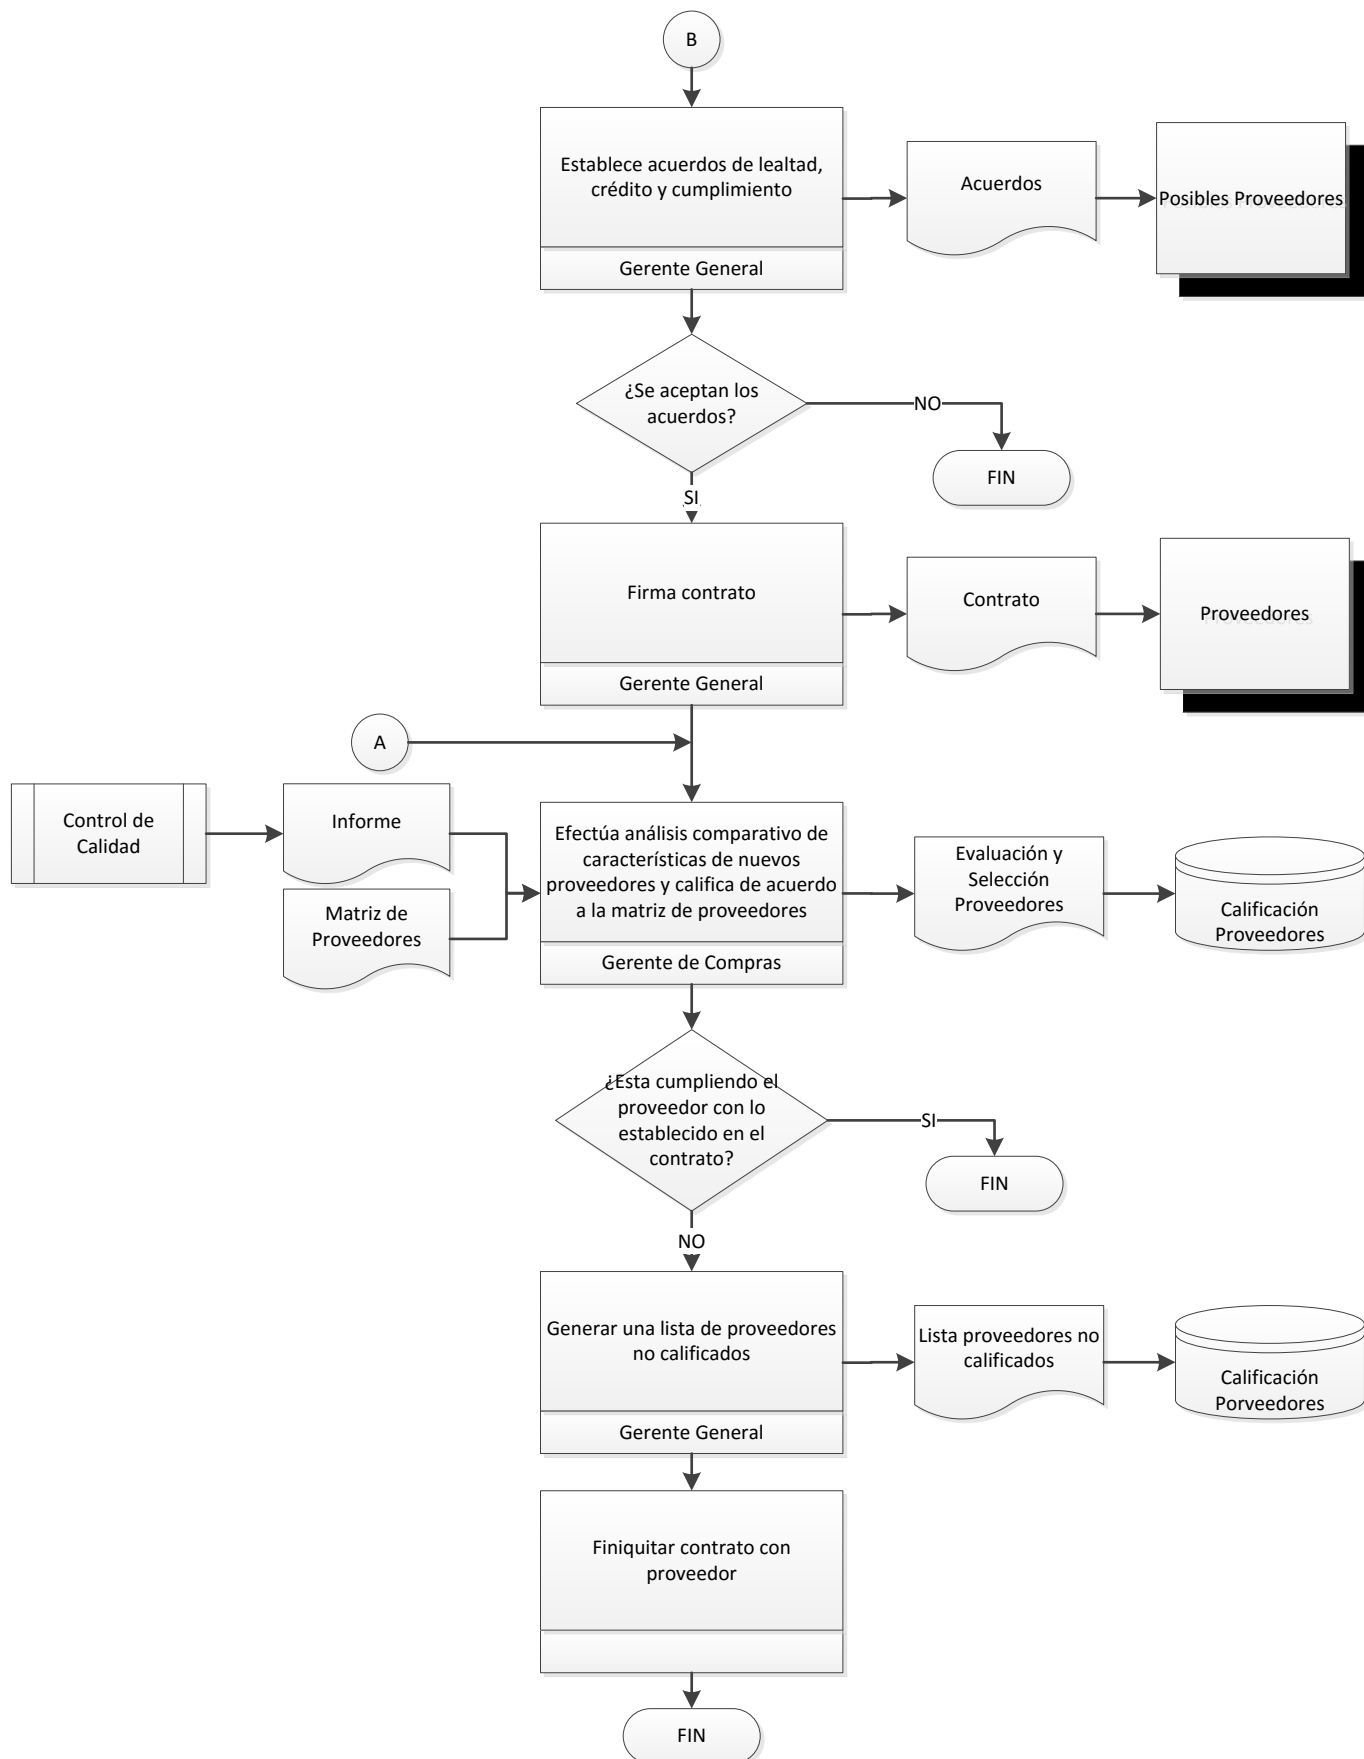 B
Establece acuerdos de lealtad,
crédito y cumplimiento
Gerente General
Acuerdos
Posibles Proveedores
¿Se aceptan los
acuerdos?
NO
FIN
SI
Firma contrato
Gerente General
Contrato
Proveedores
A
Control de
Calidad
Informe
Matriz de
Proveedores
Efectúa análisis comparativo de
características de nuevos
proveedores y califica de acuerdo
a la matriz de proveedores
Gerente de Compras
Evaluación y
Selección
Proveedores
Calificación
Proveedores
¿Esta cumpliendo el
proveedor con lo
establecido en el
contrato?
SI
FIN
NO
Generar una lista de proveedores
no calificados
Gerente General
Lista proveedores no
calificados
Calificación
Porveedores
Finiquitar contrato con
proveedor
FIN